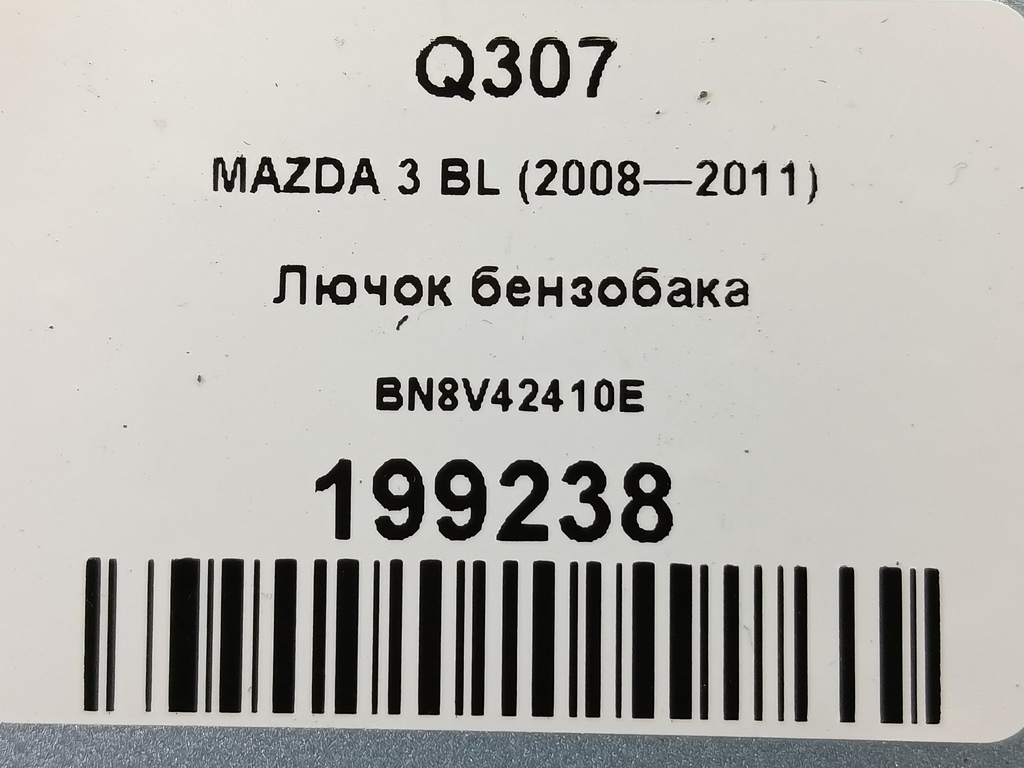 Q307
MAZDA 3 BL (2008—2011)
Лючок бензобака
BN8V42410E
199238